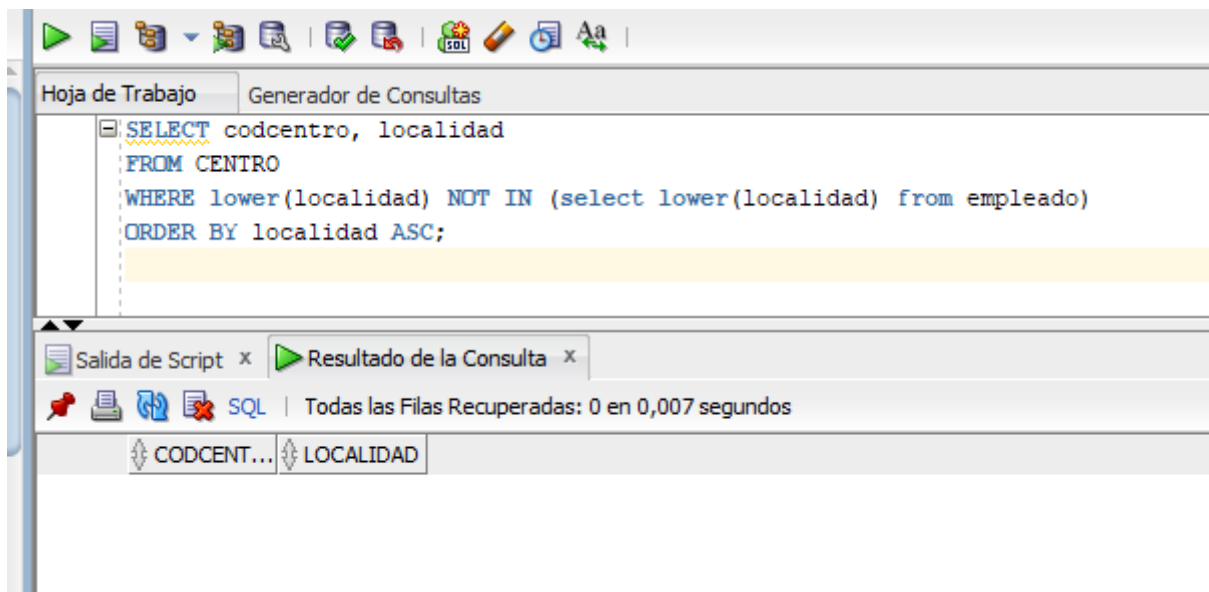 SQL
Aa
Hoja de Trabajo Generador de Consultas
SELECT codcentro, localidad
FROM CENTRO
WHERE lower(localidad) NOT IN (select lower(localidad) from empleado)
ORDER BY localidad ASC;
Salida de Script x Resultado de la Consulta x
SQL | Todas las Filas Recuperadas: 0 en 0,007 segundos
CODCENT... LOCALIDAD